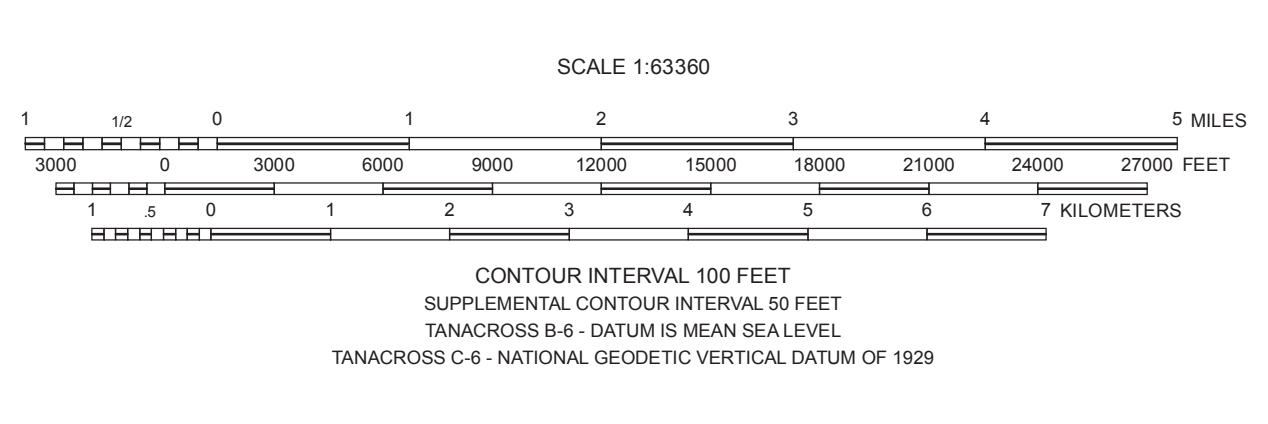 SCALE 1:63360
1 1/2 0 1 2 3 4 5 MILES
3000 0 3000 6000 9000 12000 15000 18000 21000 24000 27000 FEET
1 .5 0 1 2 3 4 5 6 7 KILOMETERS
CONTOUR INTERVAL 100 FEET
SUPPLEMENTAL CONTOUR INTERVAL 50 FEET
TANACROSS B-6 - DATUM IS MEAN SEA LEVEL
TANACROSS C-6 - NATIONAL GEODETIC VERTICAL DATUM OF 1929